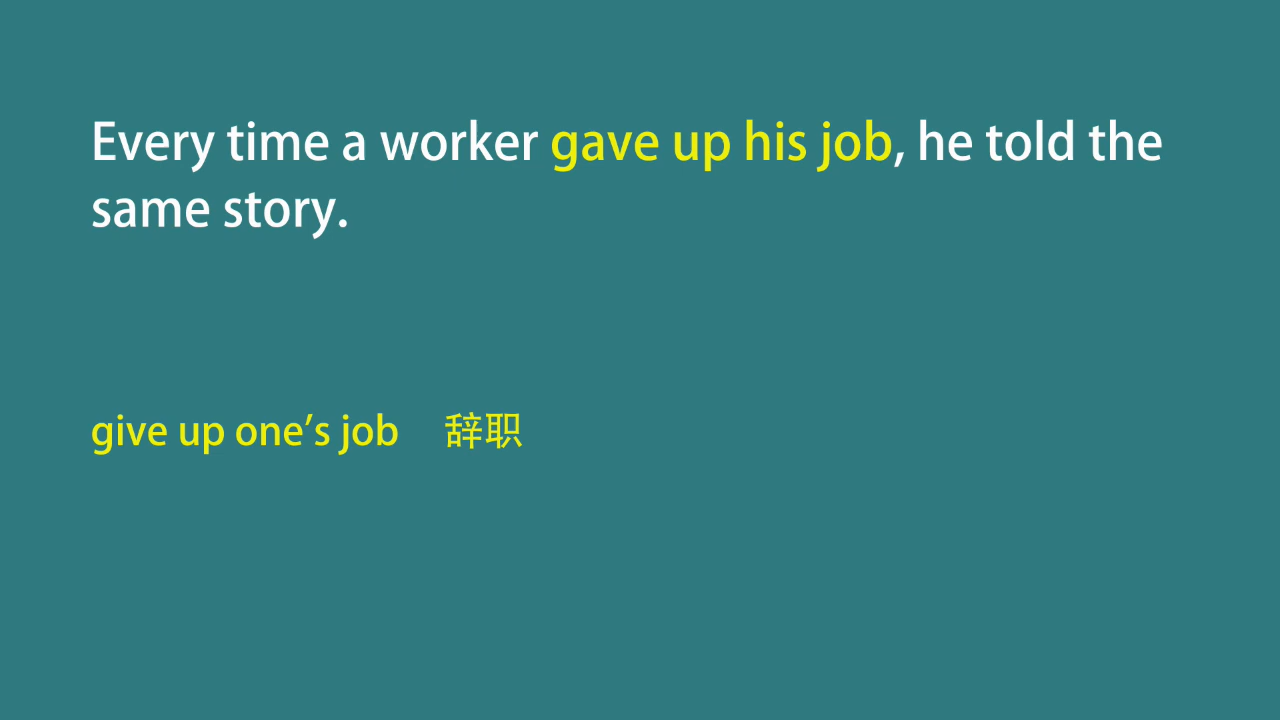 Every time a worker gave up his job, he told the
same story.
give up one’s job 辞职